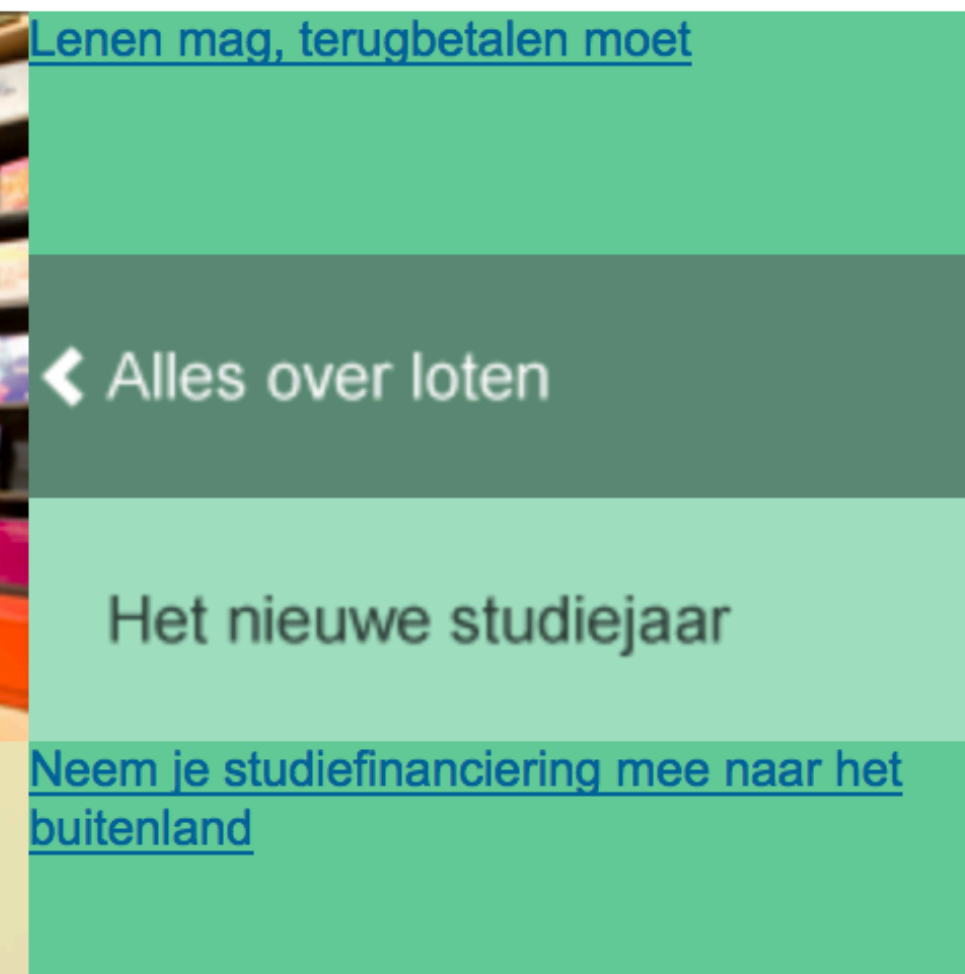 Lenen mag, terugbetalen moet
Alles over loten
Het nieuwe studiejaar
Neem je studiefinanciering mee naar het
buitenland